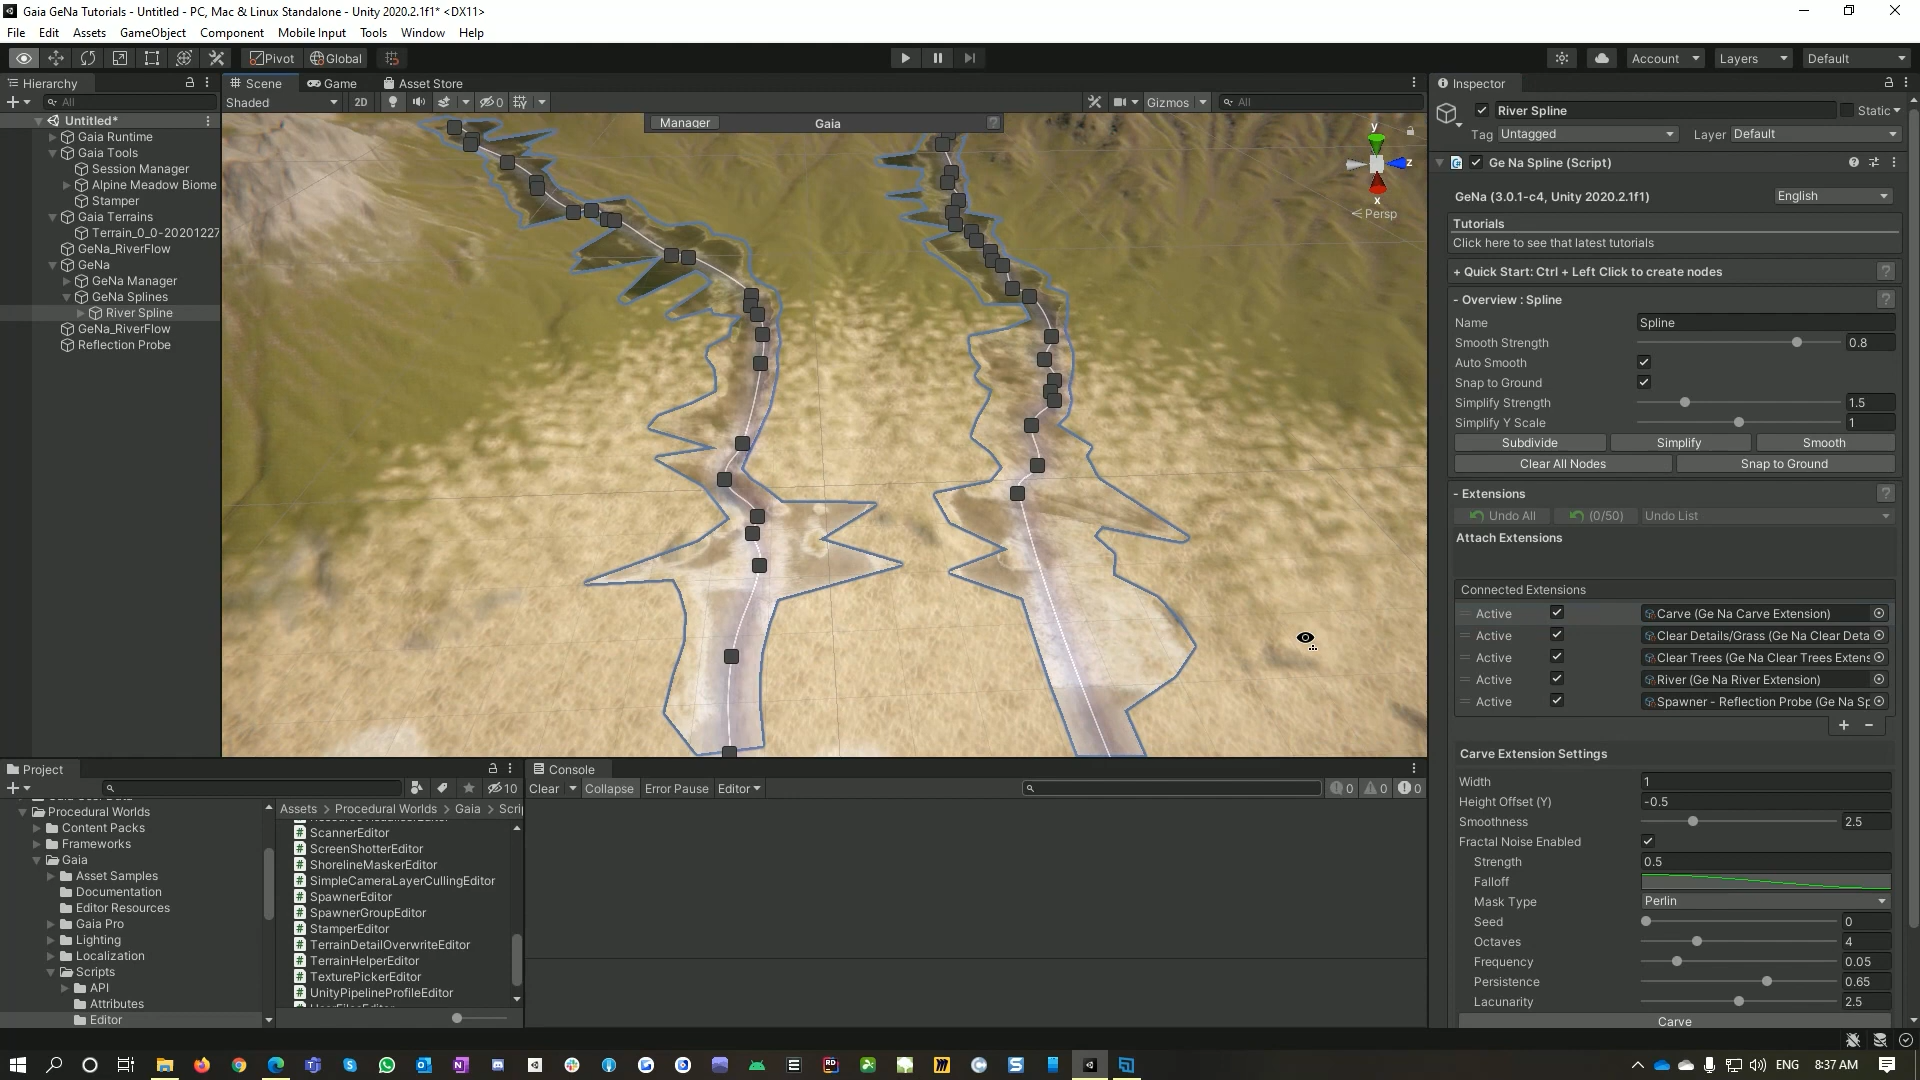 Gaia GeNa Tutorials - Untitled - PC, Mac & Linux Standalone - Unity 2020.2.1f1* <DX11>
File Edit Assets GameObject Component Mobile Input Tools Window Help
Pivot Global Account Layers Default
Hierarchy Scene Game Asset Store Inspector
All Shaded 2D 0 Gizmos All
River Spline Static
Tag Untagged Layer Default
Manager Gaia
Untitled*
Gaia Runtime
Gaia Tools
Session Manager
Alpine Meadow Biome
Stamper
Gaia Terrains
Terrain_0_0-20201227
GeNa_RiverFlow
GeNa
GeNa Manager
GeNa Splines
River Spline
GeNa_RiverFlow
Reflection Probe
y
z
x
Persp
Ge Na Spline (Script)
GeNa (3.0.1-c4, Unity 2020.2.1f1) English
Tutorials
Click here to see that latest tutorials
+ Quick Start: Ctrl + Left Click to create nodes ?
- Overview : Spline ?
Name Spline
Smooth Strength 0.8
Auto Smooth
Snap to Ground
Simplify Strength 1.5
Simplify Y Scale 1
Subdivide Simplify Smooth
Clear All Nodes Snap to Ground
- Extensions ?
Undo All (0/50) Undo List
Attach Extensions
Connected Extensions
Active Carve (Ge Na Carve Extension)
Active Clear Details/Grass (Ge Na Clear Deta
Active Clear Trees (Ge Na Clear Trees Extens
Active River (Ge Na River Extension)
Active Spawner - Reflection Probe (Ge Na Sp
+ -
Carve Extension Settings
Width 1
Height Offset (Y) -0.5
Smoothness 2.5
Fractal Noise Enabled
Strength 0.5
Falloff
Mask Type Perlin
Seed 0
Octaves 4
Frequency 0.05
Persistence 0.65
Lacunarity 2.5
Carve
Project
10
Procedural Worlds
Content Packs
Frameworks
Gaia
Asset Samples
Documentation
Editor Resources
Gaia Pro
Lighting
Localization
Scripts
API
Attributes
Editor
Assets > Procedural Worlds > Gaia > Scri
ScannerEditor
ScreenShotterEditor
ShorelineMaskerEditor
SimpleCameraLayerCullingEditor
SpawnerEditor
SpawnerGroupEditor
StamperEditor
TerrainDetailOverwriteEditor
TerrainHelperEditor
TexturePickerEditor
UnityPipelineProfileEditor
Console
Clear Collapse Error Pause Editor 0 0 0
ENG 8:37 AM